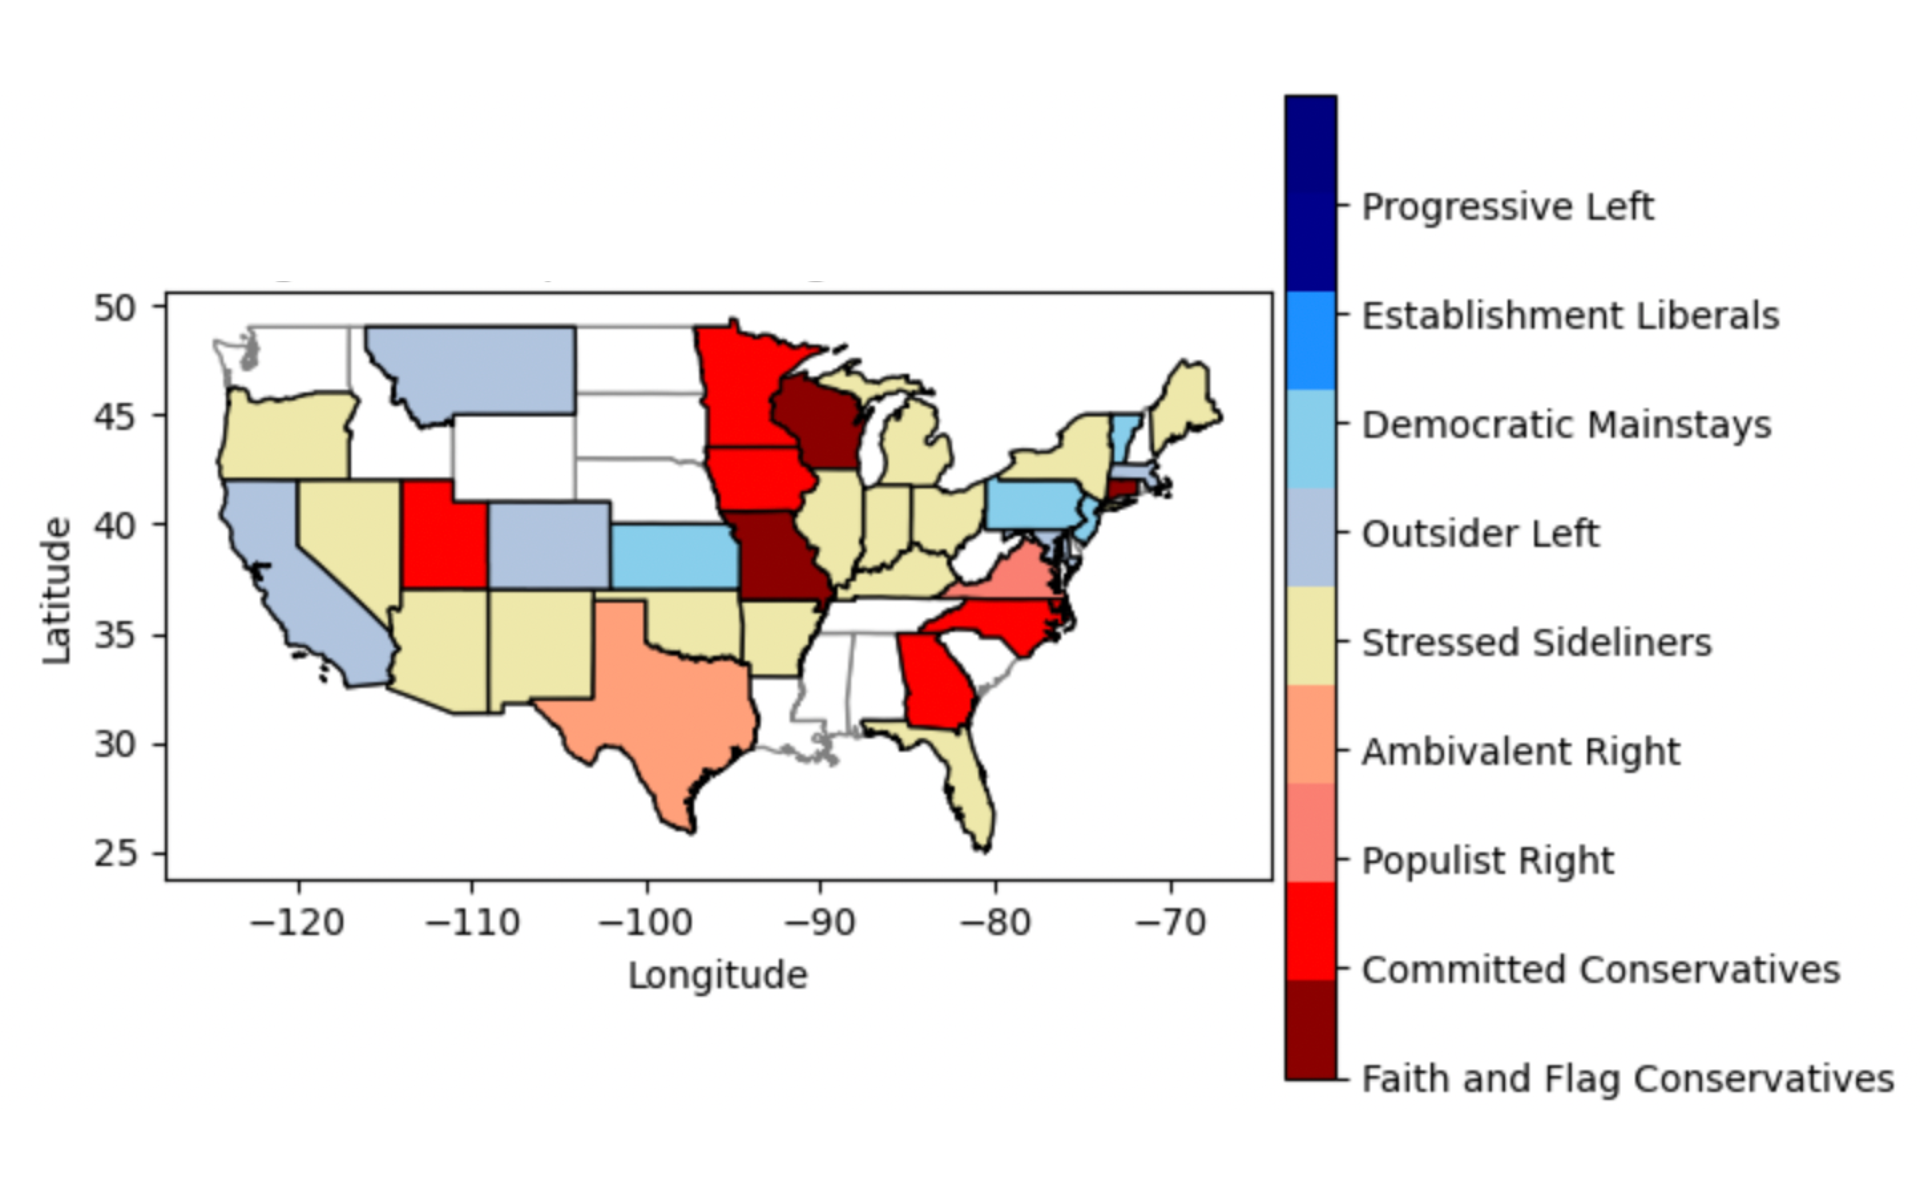 50
45
40
35
30
25
Latitude
−120
−110
−100
−90
−80
−70
Longitude
Progressive Left
Establishment Liberals
Democratic Mainstays
Outsider Left
Stressed Sideliners
Ambivalent Right
Populist Right
Committed Conservatives
Faith and Flag Conservatives